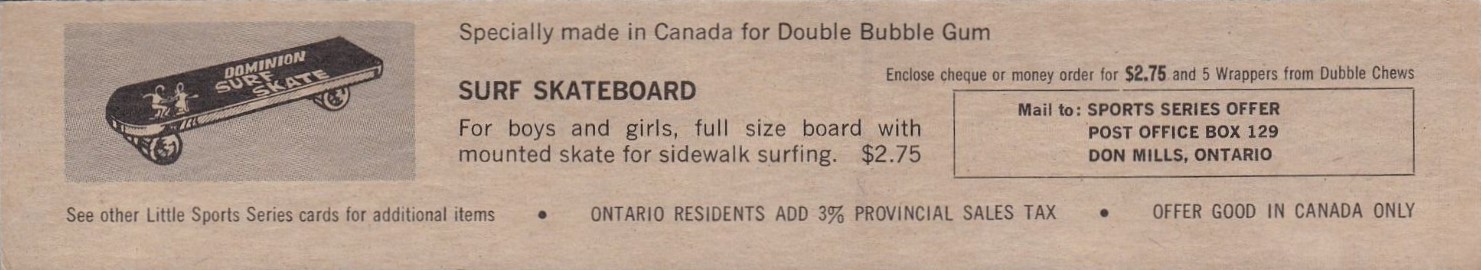 DOMINION
SURF
SKATE
Specially made in Canada for Double Bubble Gum
SURF SKATEBOARD
For boys and girls, full size board with
mounted skate for sidewalk surfing. $2.75
Enclose cheque or money order for $2.75 and 5 Wrappers from Dubble Chews
Mail to: SPORTS SERIES OFFER
POST OFFICE BOX 129
DON MILLS, ONTARIO
See other Little Sports Series cards for additional items • ONTARIO RESIDENTS ADD 3% PROVINCIAL SALES TAX • OFFER GOOD IN CANADA ONLY